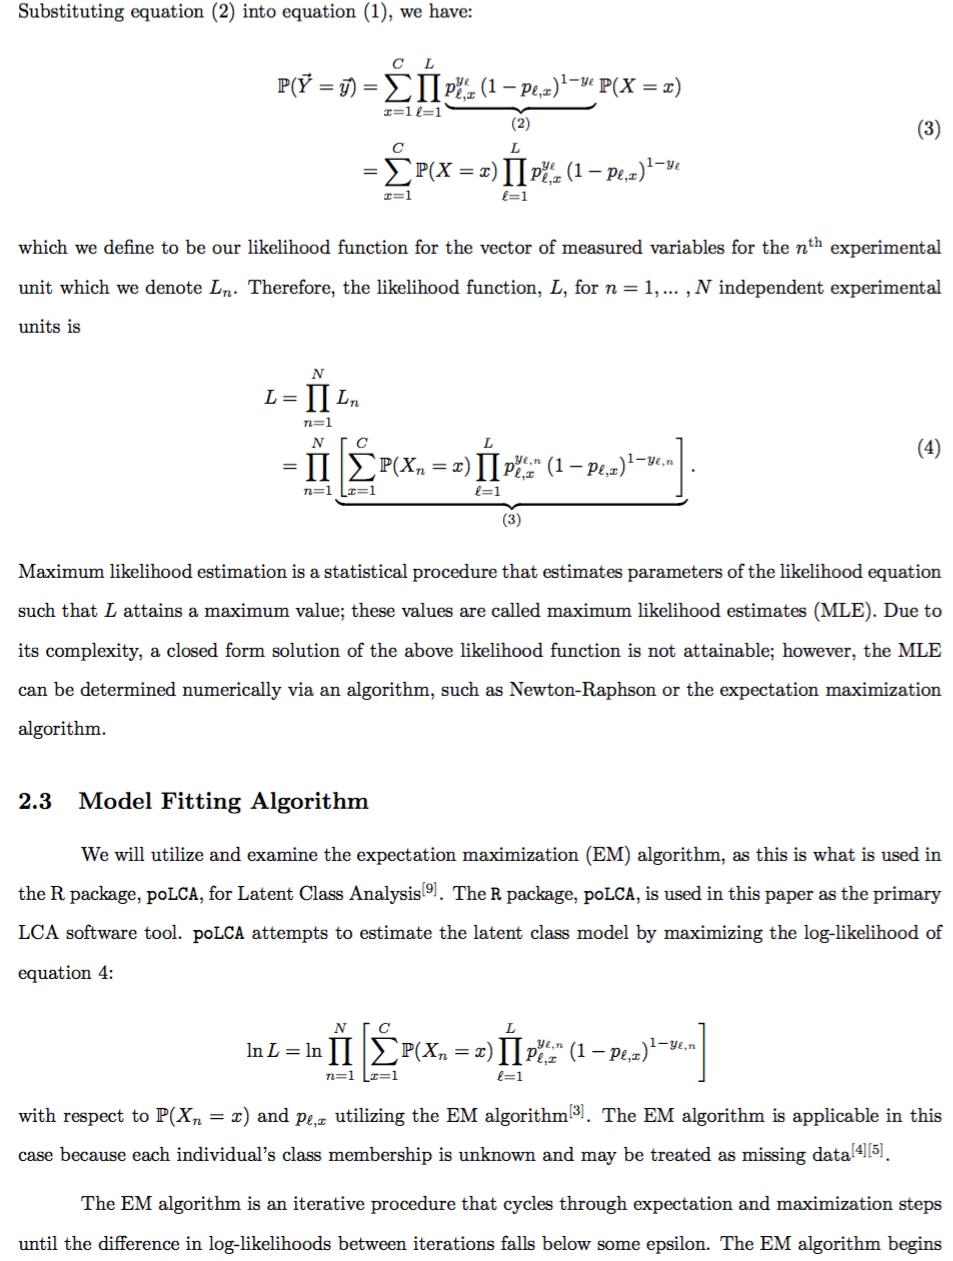 Substituting equation (2) into equation (1), we have:
$$\mathbb{P}(\vec{Y} = \vec{y}) = \sum_{x=1}^{C} \prod_{\ell=1}^{L} \underbrace{p_{\ell,x}^{y_\ell} (1 - p_{\ell,x})^{1-y_\ell}}_{(2)} \mathbb{P}(X = x)$$
$$= \sum_{x=1}^{C} \mathbb{P}(X = x) \prod_{\ell=1}^{L} p_{\ell,x}^{y_\ell} (1 - p_{\ell,x})^{1-y_\ell}$$ (3)
which we define to be our likelihood function for the vector of measured variables for the $n^{\text{th}}$ experimental
unit which we denote $L_n$. Therefore, the likelihood function, $L$, for $n = 1, \ldots, N$ independent experimental
units is
$$L = \prod_{n=1}^{N} L_n$$
$$= \prod_{n=1}^{N} \underbrace{\left[ \sum_{x=1}^{C} \mathbb{P}(X_n = x) \prod_{\ell=1}^{L} p_{\ell,x}^{y_{\ell,n}} (1 - p_{\ell,x})^{1-y_{\ell,n}} \right]}_{(3)}.$$ (4)
Maximum likelihood estimation is a statistical procedure that estimates parameters of the likelihood equation
such that $L$ attains a maximum value; these values are called maximum likelihood estimates (MLE). Due to
its complexity, a closed form solution of the above likelihood function is not attainable; however, the MLE
can be determined numerically via an algorithm, such as Newton-Raphson or the expectation maximization
algorithm.
2.3 Model Fitting Algorithm
We will utilize and examine the expectation maximization (EM) algorithm, as this is what is used in
the R package, poLCA, for Latent Class Analysis[9]. The R package, poLCA, is used in this paper as the primary
LCA software tool. poLCA attempts to estimate the latent class model by maximizing the log-likelihood of
equation 4:
$$\ln L = \ln \prod_{n=1}^{N} \left[ \sum_{x=1}^{C} \mathbb{P}(X_n = x) \prod_{\ell=1}^{L} p_{\ell,x}^{y_{\ell,n}} (1 - p_{\ell,x})^{1-y_{\ell,n}} \right]$$
with respect to $\mathbb{P}(X_n = x)$ and $p_{\ell,x}$ utilizing the EM algorithm[3]. The EM algorithm is applicable in this
case because each individual's class membership is unknown and may be treated as missing data[4][5].
The EM algorithm is an iterative procedure that cycles through expectation and maximization steps
until the difference in log-likelihoods between iterations falls below some epsilon. The EM algorithm begins